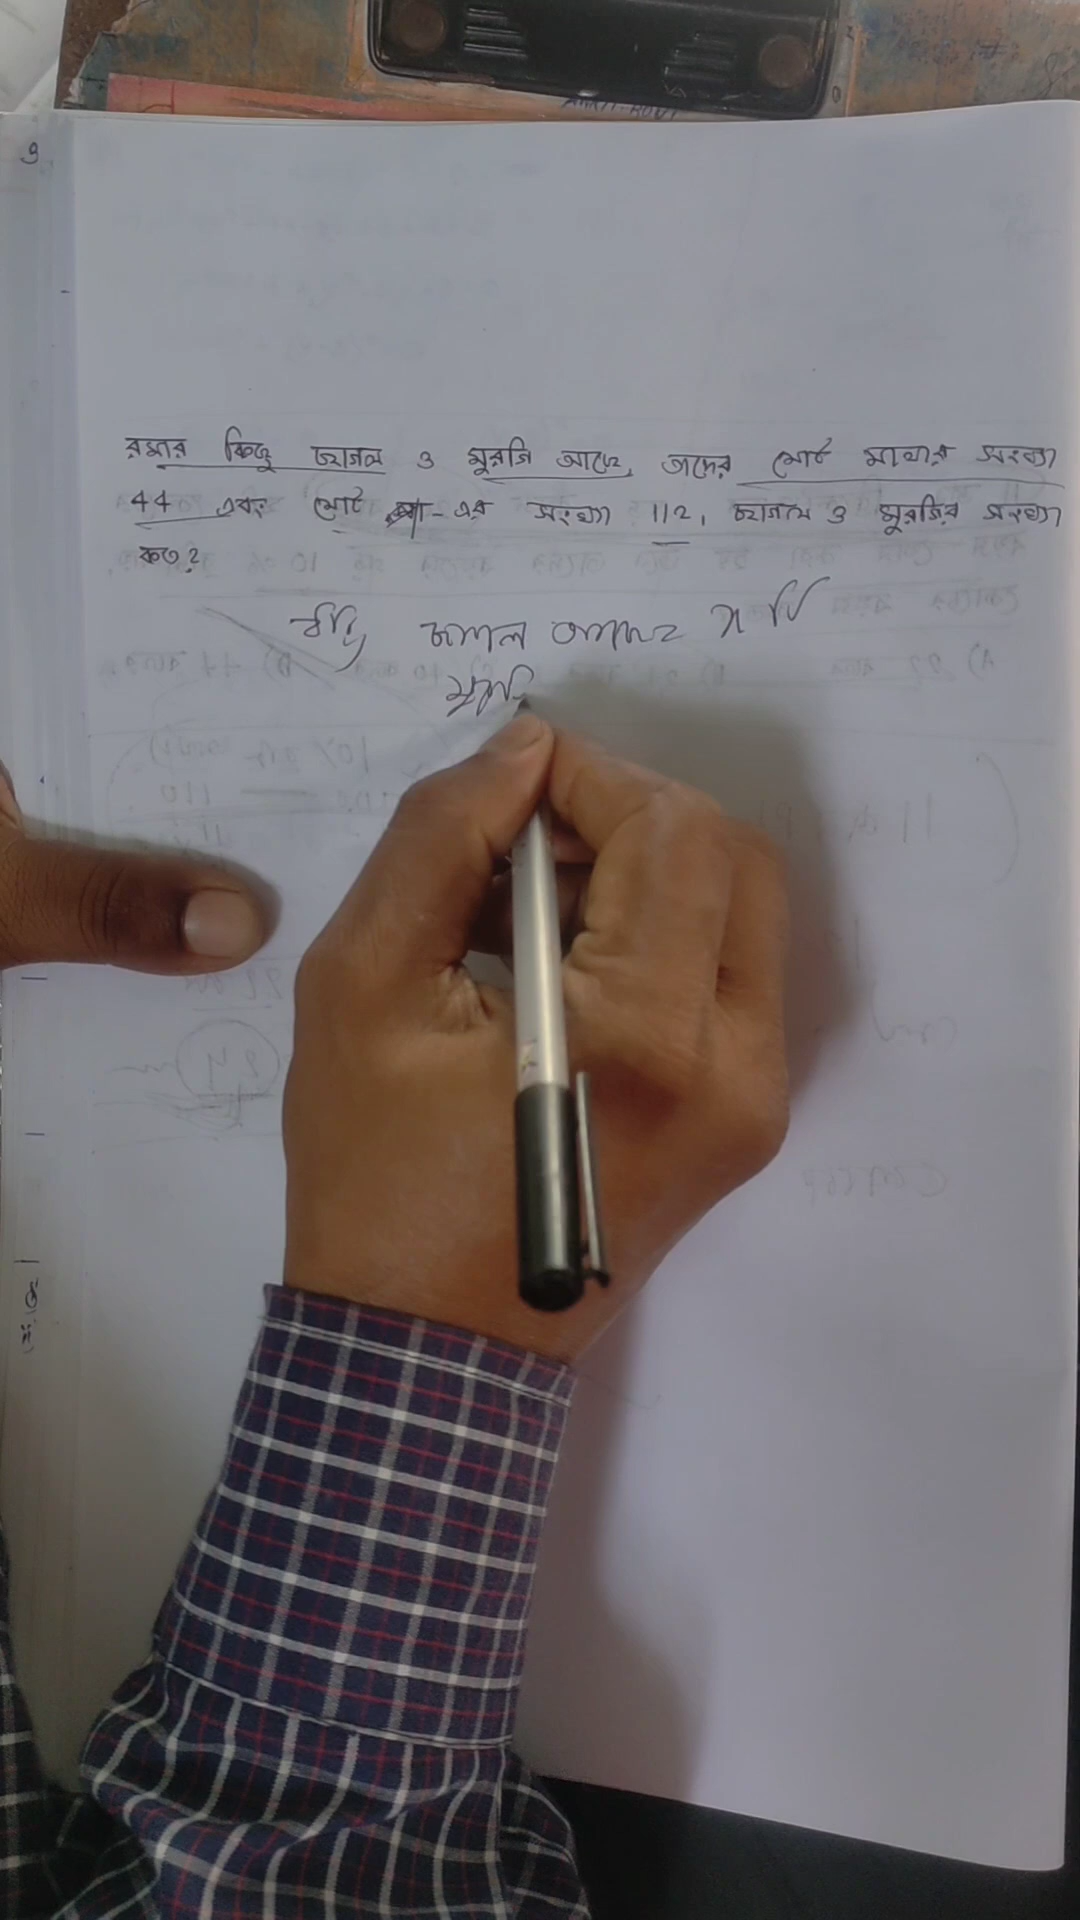 রমার কিছু ছাগল ও মুরগি আছে, তাদের মোট মাথার সংখ্যা
44 এবং মোট পা-এর সংখ্যা 112, ছাগল ও মুরগির সংখ্যা
কত?
ধরি ছাগল আছে x টি
মুরগি